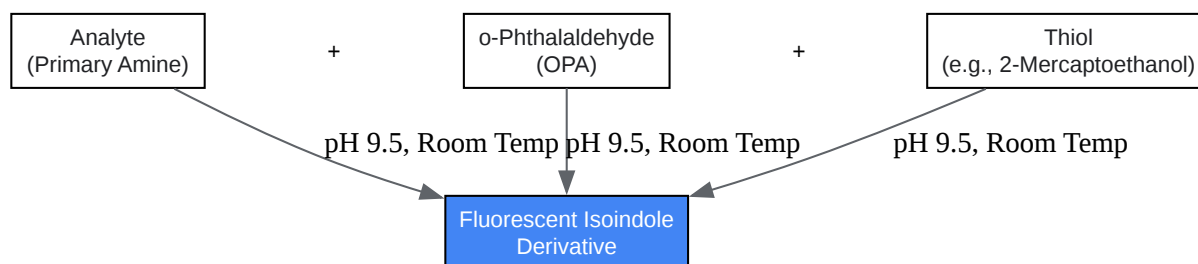 Analyte
(Primary Amine)
+
o-Phthalaldehyde
(OPA)
+
Thiol
(e.g., 2-Mercaptoethanol)
pH 9.5, Room Temp
pH 9.5, Room Temp
pH 9.5, Room Temp
Fluorescent Isoindole
Derivative